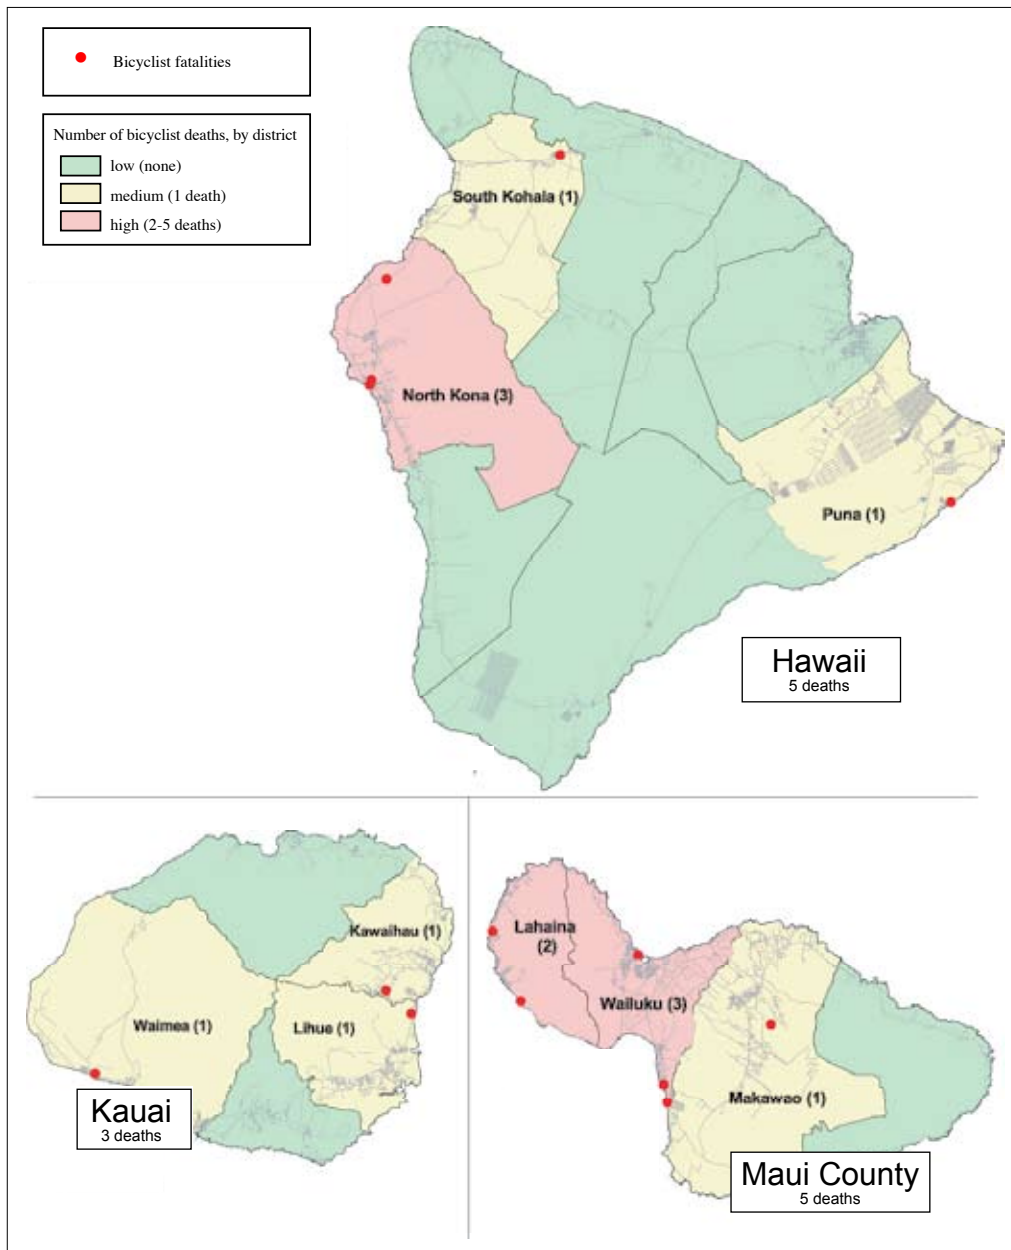 Bicyclist fatalities
Number of bicyclist deaths, by district
low (none)
medium (1 death)
high (2-5 deaths)
South Kohala (1)
North Kona (3)
Puna (1)
Hawaii
5 deaths
Kawaihau (1)
Waimea (1)
Lihue (1)
Kauai
3 deaths
Lahaina
(2)
Wailuku (3)
Makawao (1)
Maui County
5 deaths